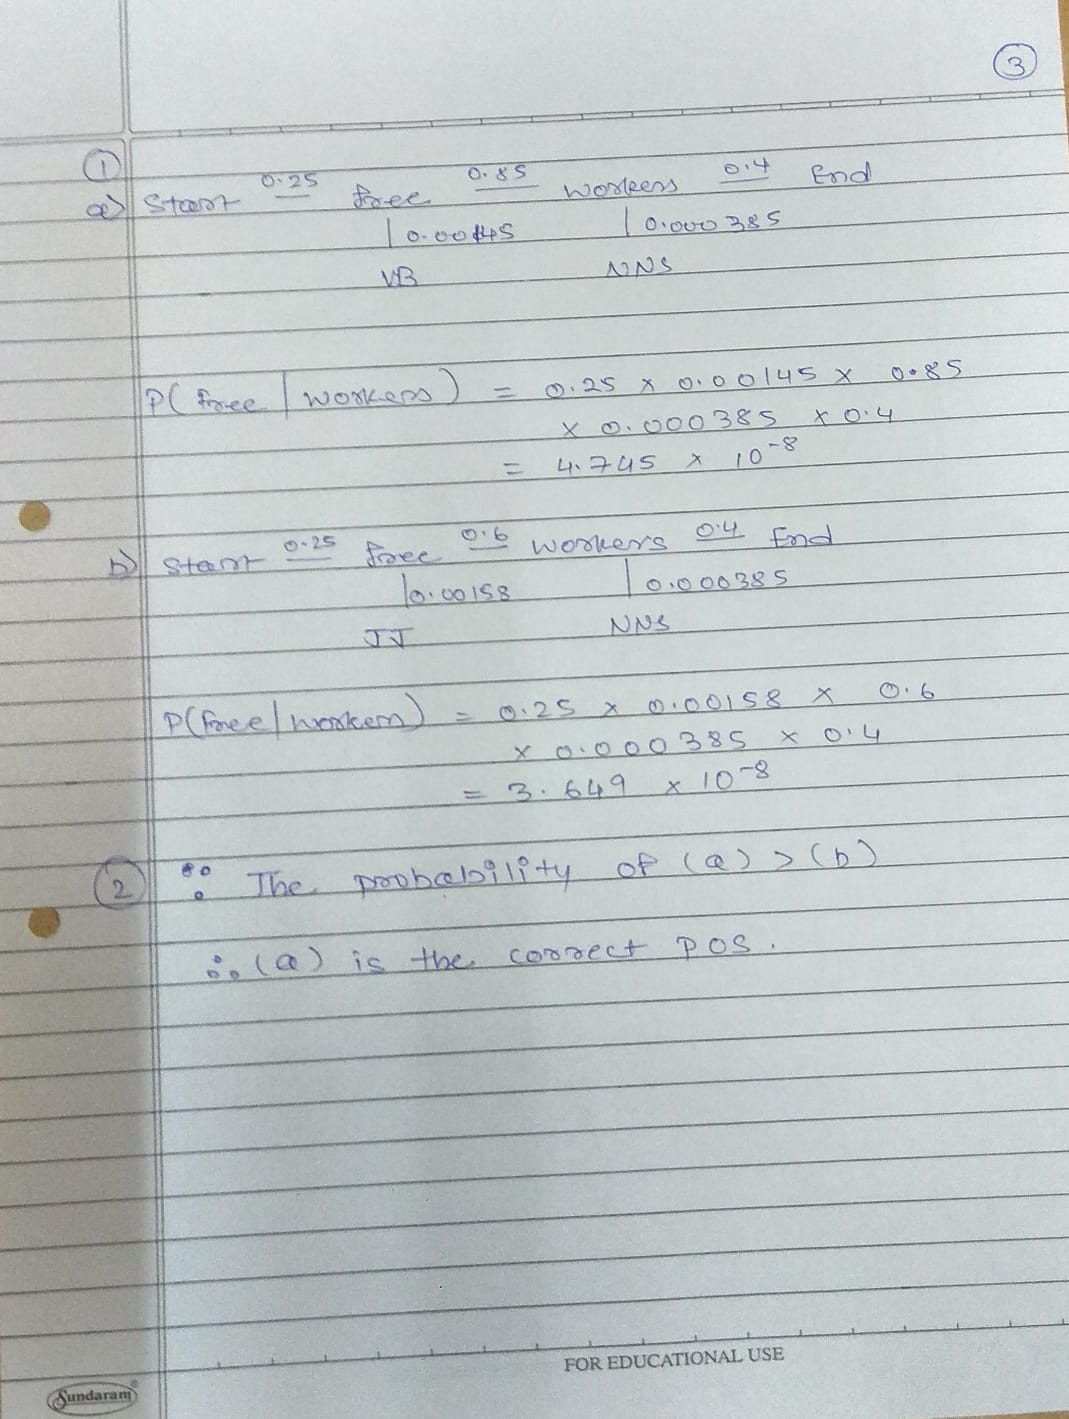 3
1
a) Start 0.25 free 0.85 workers 0.4 End
0.00145 0.000385
VB NNS
P(free | workers) = 0.25 x 0.00145 x 0.85
x 0.000385 x 0.4
= 4.745 x 10-8
b) Start 0.25 free 0.6 workers 0.4 End
0.00158 0.000385
JJ NNS
P(free | workers) = 0.25 x 0.00158 x 0.6
x 0.000385 x 0.4
= 3.649 x 10-8
2 ∵ The probability of (a) > (b)
∴ (a) is the correct POS.
FOR EDUCATIONAL USE
Sundaram